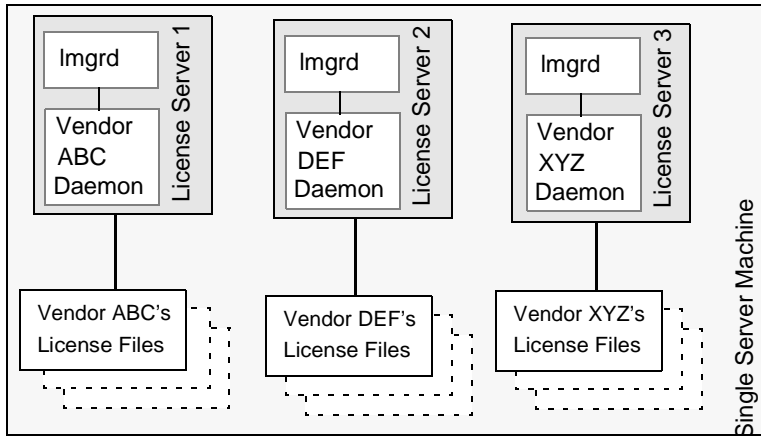 lmgrd
Vendor
ABC
Daemon
License Server 1
Vendor ABC's
License Files
lmgrd
Vendor
DEF
Daemon
License Server 2
Vendor DEF's
License Files
lmgrd
Vendor
XYZ
Daemon
License Server 3
Vendor XYZ's
License Files
Single Server Machine